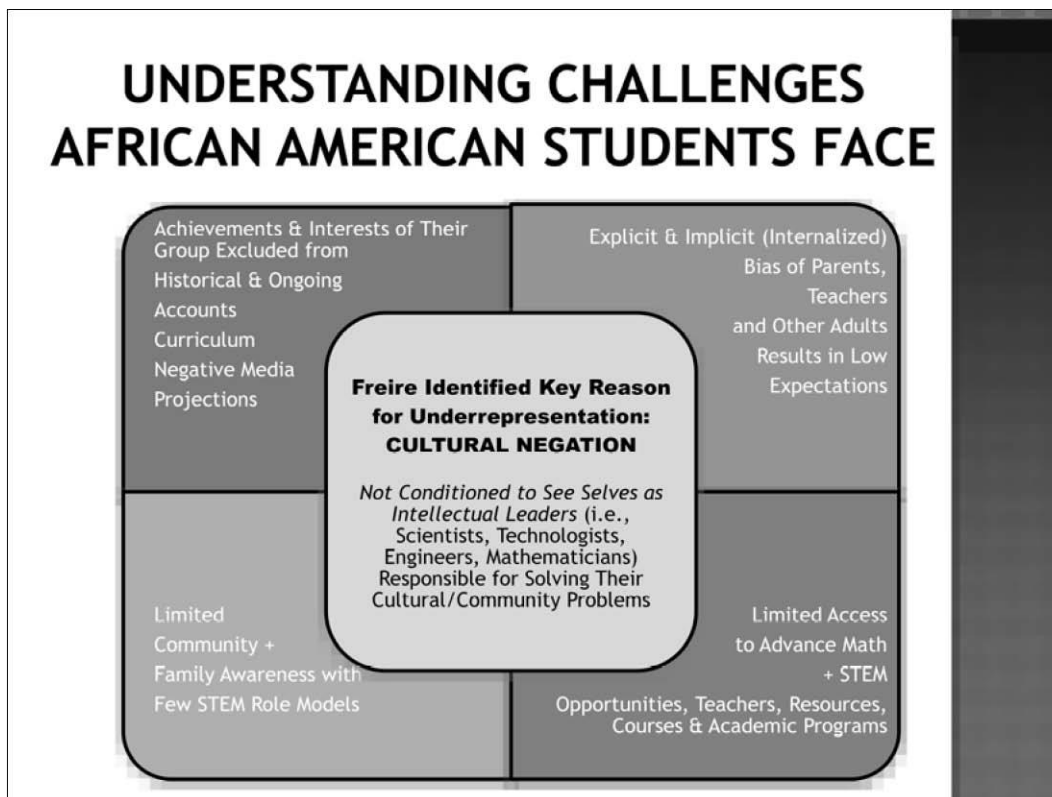 UNDERSTANDING CHALLENGES
AFRICAN AMERICAN STUDENTS FACE
Achievements & Interests of Their
Group Excluded from
Historical & Ongoing
Accounts
Curriculum
Negative Media
Projections
Explicit & Implicit (Internalized)
Bias of Parents,
Teachers
and Other Adults
Results in Low
Expectations
Freire Identified Key Reason
for Underrepresentation:
CULTURAL NEGATION
Not Conditioned to See Selves as
Intellectual Leaders (i.e.,
Scientists, Technologists,
Engineers, Mathematicians)
Responsible for Solving Their
Cultural/Community Problems
Limited
Community +
Family Awareness with
Few STEM Role Models
Limited Access
to Advance Math
+ STEM
Opportunities, Teachers, Resources,
Courses & Academic Programs